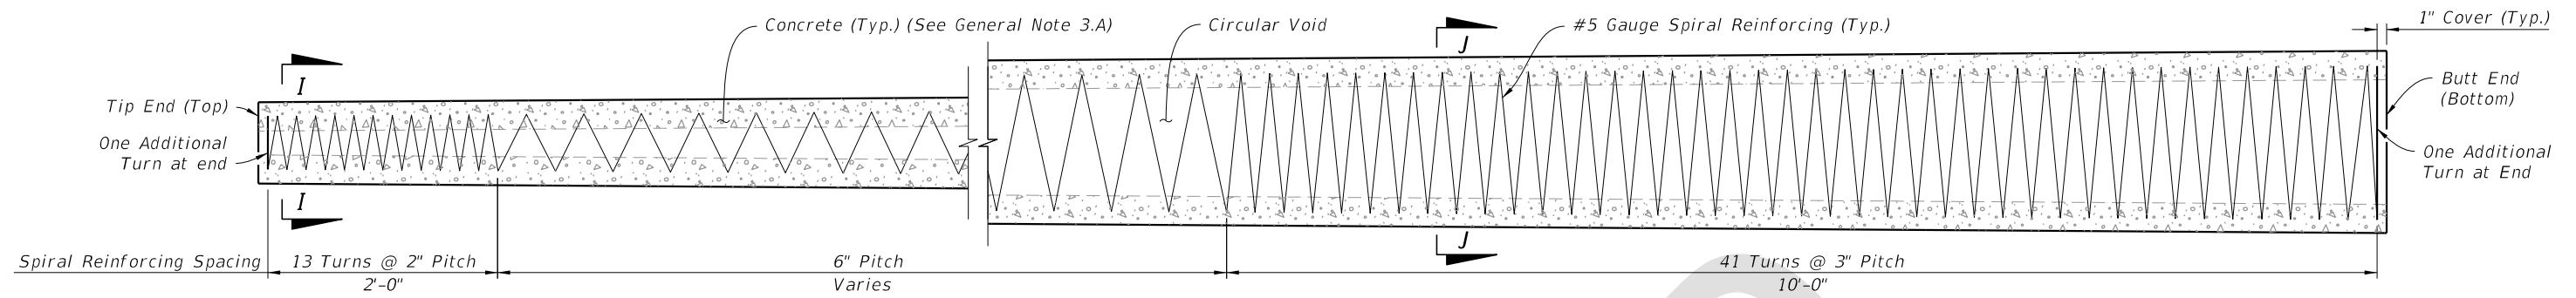 Concrete (Typ.) (See General Note 3.A)
Circular Void
J
#5 Gauge Spiral Reinforcing (Typ.)
1" Cover (Typ.)
I
Tip End (Top)
Butt End
(Bottom)
One Additional
Turn at end
One Additional
Turn at End
I
J
Spiral Reinforcing Spacing
13 Turns @ 2" Pitch
6" Pitch
41 Turns @ 3" Pitch
2'-0"
Varies
10'-0"